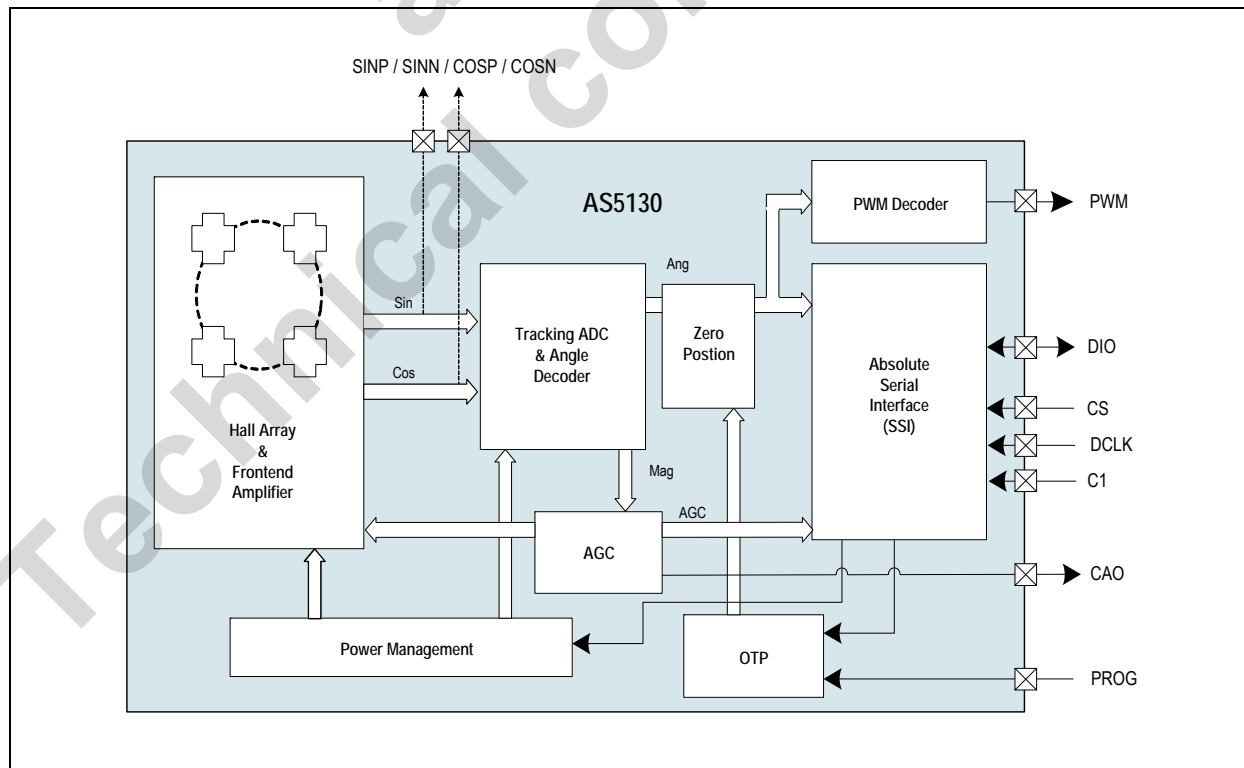 SINP / SINN / COSP / COSN
AS5130
PWM Decoder
PWM
Ang
Sin
Cos
Tracking ADC
& Angle
Decoder
Zero
Postion
Absolute
Serial
Interface
(SSI)
DIO
CS
DCLK
C1
Hall Array
&
Frontend
Amplifier
Mag
AGC
AGC
CAO
Power Management
OTP
PROG
Technical